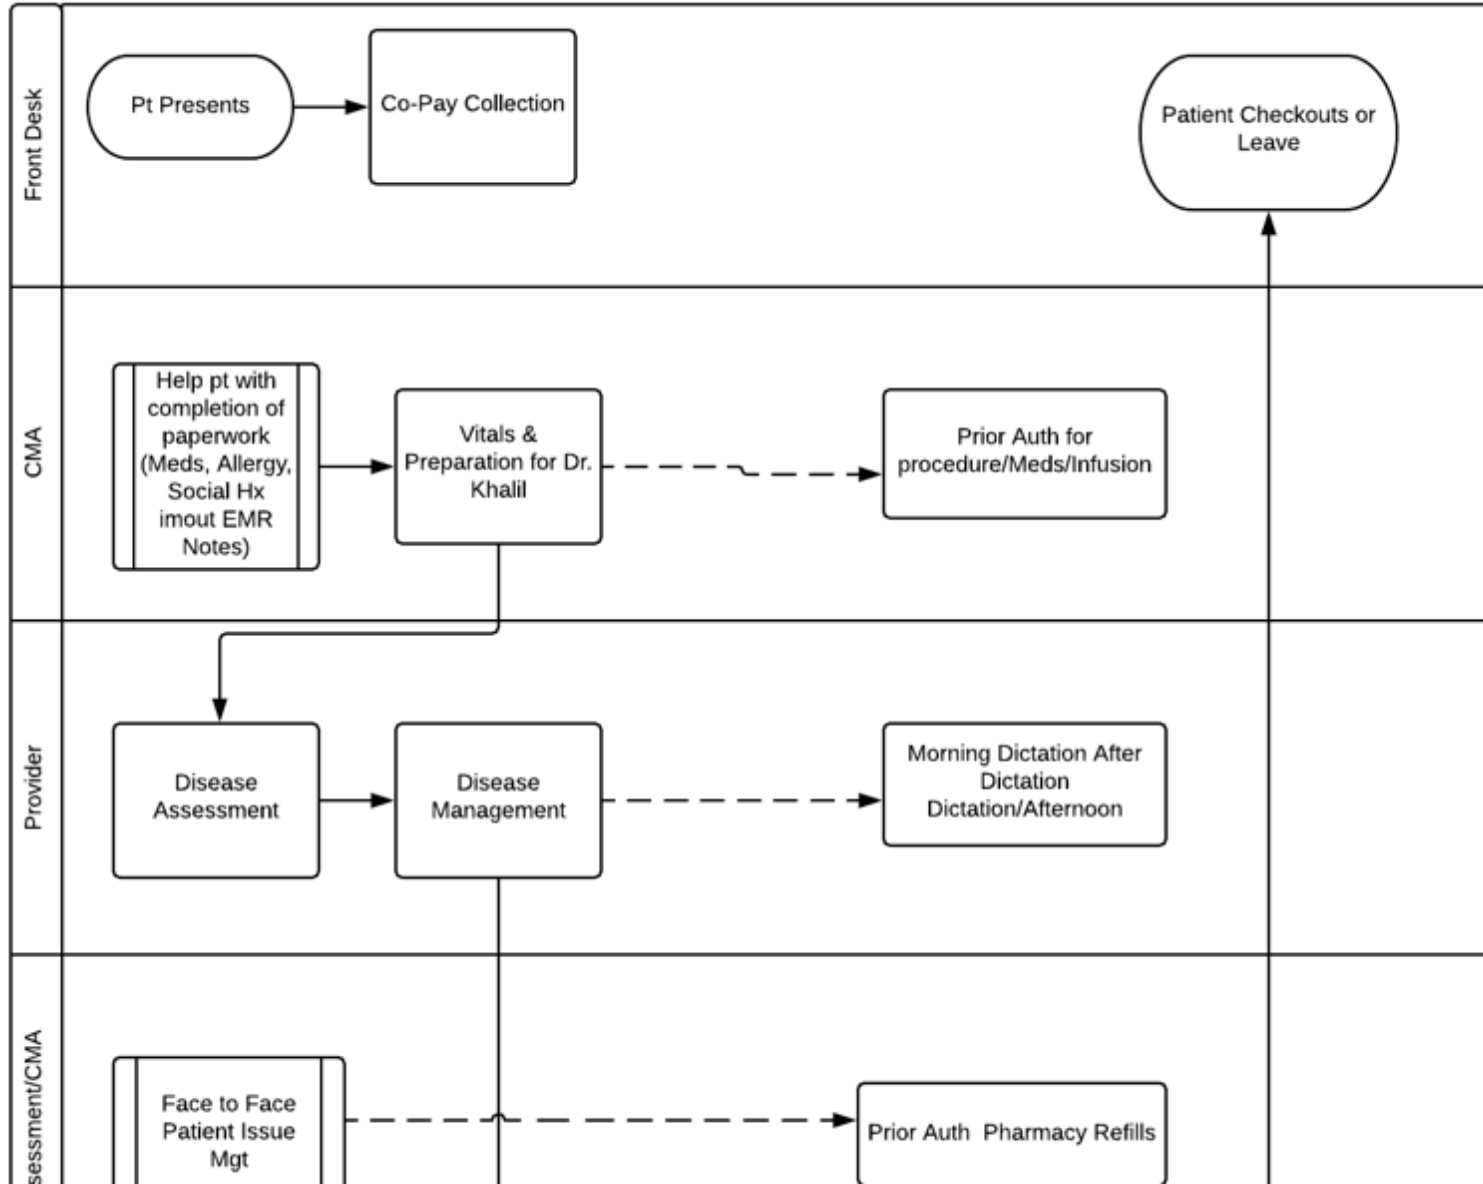 Front Desk
Pt Presents
Co-Pay Collection
Patient Checkouts or
Leave
CMA
Help pt with
completion of
paperwork
(Meds, Allergy,
Social Hx
imout EMR
Notes)
Vitals &
Preparation for Dr.
Khalil
Prior Auth for
procedure/Meds/Infusion
Provider
Disease
Assessment
Disease
Management
Morning Dictation After
Dictation
Dictation/Afternoon
sessment/CMA
Face to Face
Patient Issue
Mgt
Prior Auth  Pharmacy Refills